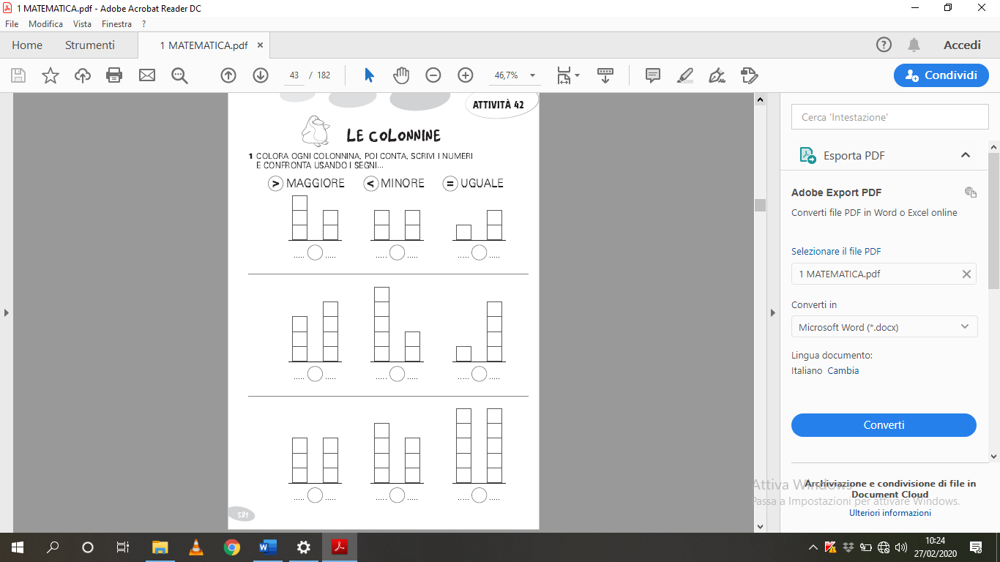 1 MATEMATICA.pdf - Adobe Acrobat Reader DC
File Modifica Vista Finestra ?
Home Strumenti 1 MATEMATICA.pdf × Accedi
43 / 182 46,7% Condividi
ATTIVITÀ 42
LE COLONNINE
1 COLORA OGNI COLONNINA, POI CONTA, SCRIVI I NUMERI
E CONFRONTA USANDO I SEGNI...
> MAGGIORE < MINORE = UGUALE
..... ..... ..... ..... ..... .....
..... ..... ..... ..... ..... .....
..... ..... ..... ..... ..... .....
581
Cerca 'Intestazione'
Esporta PDF
Adobe Export PDF
Converti file PDF in Word o Excel online
Selezionare il file PDF
1 MATEMATICA.pdf
Converti in
Microsoft Word (*.docx)
Lingua documento:
Italiano Cambia
Converti
Attiva Windows
Passa a Impostazioni per attivare Windows.
Archiviazione e condivisione di file in
Document Cloud
Ulteriori informazioni
10:24
27/02/2020